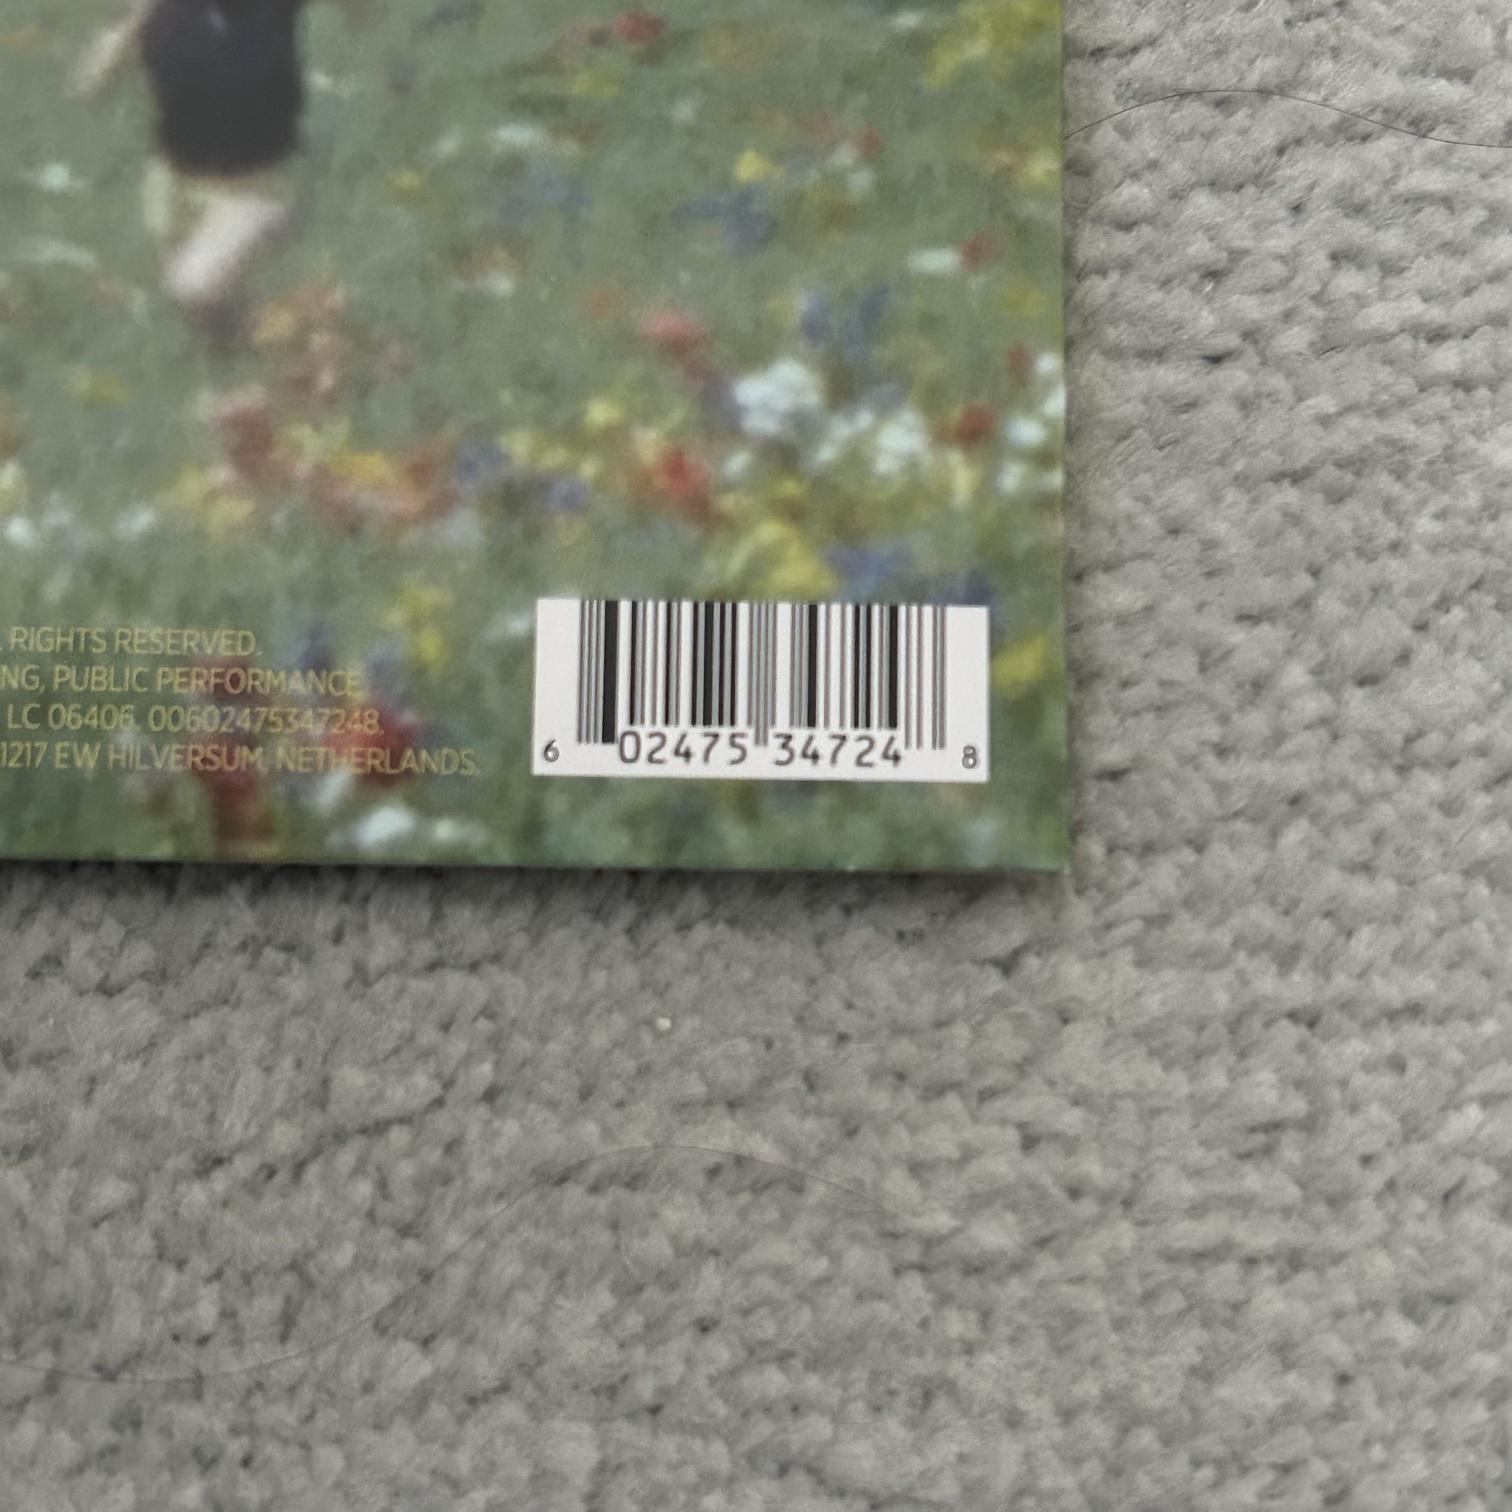 RIGHTS RESERVED.
NG, PUBLIC PERFORMANCE,
LC 06406. 00602475347248.
1217 EW HILVERSUM, NETHERLANDS.
6 02475 34724 8